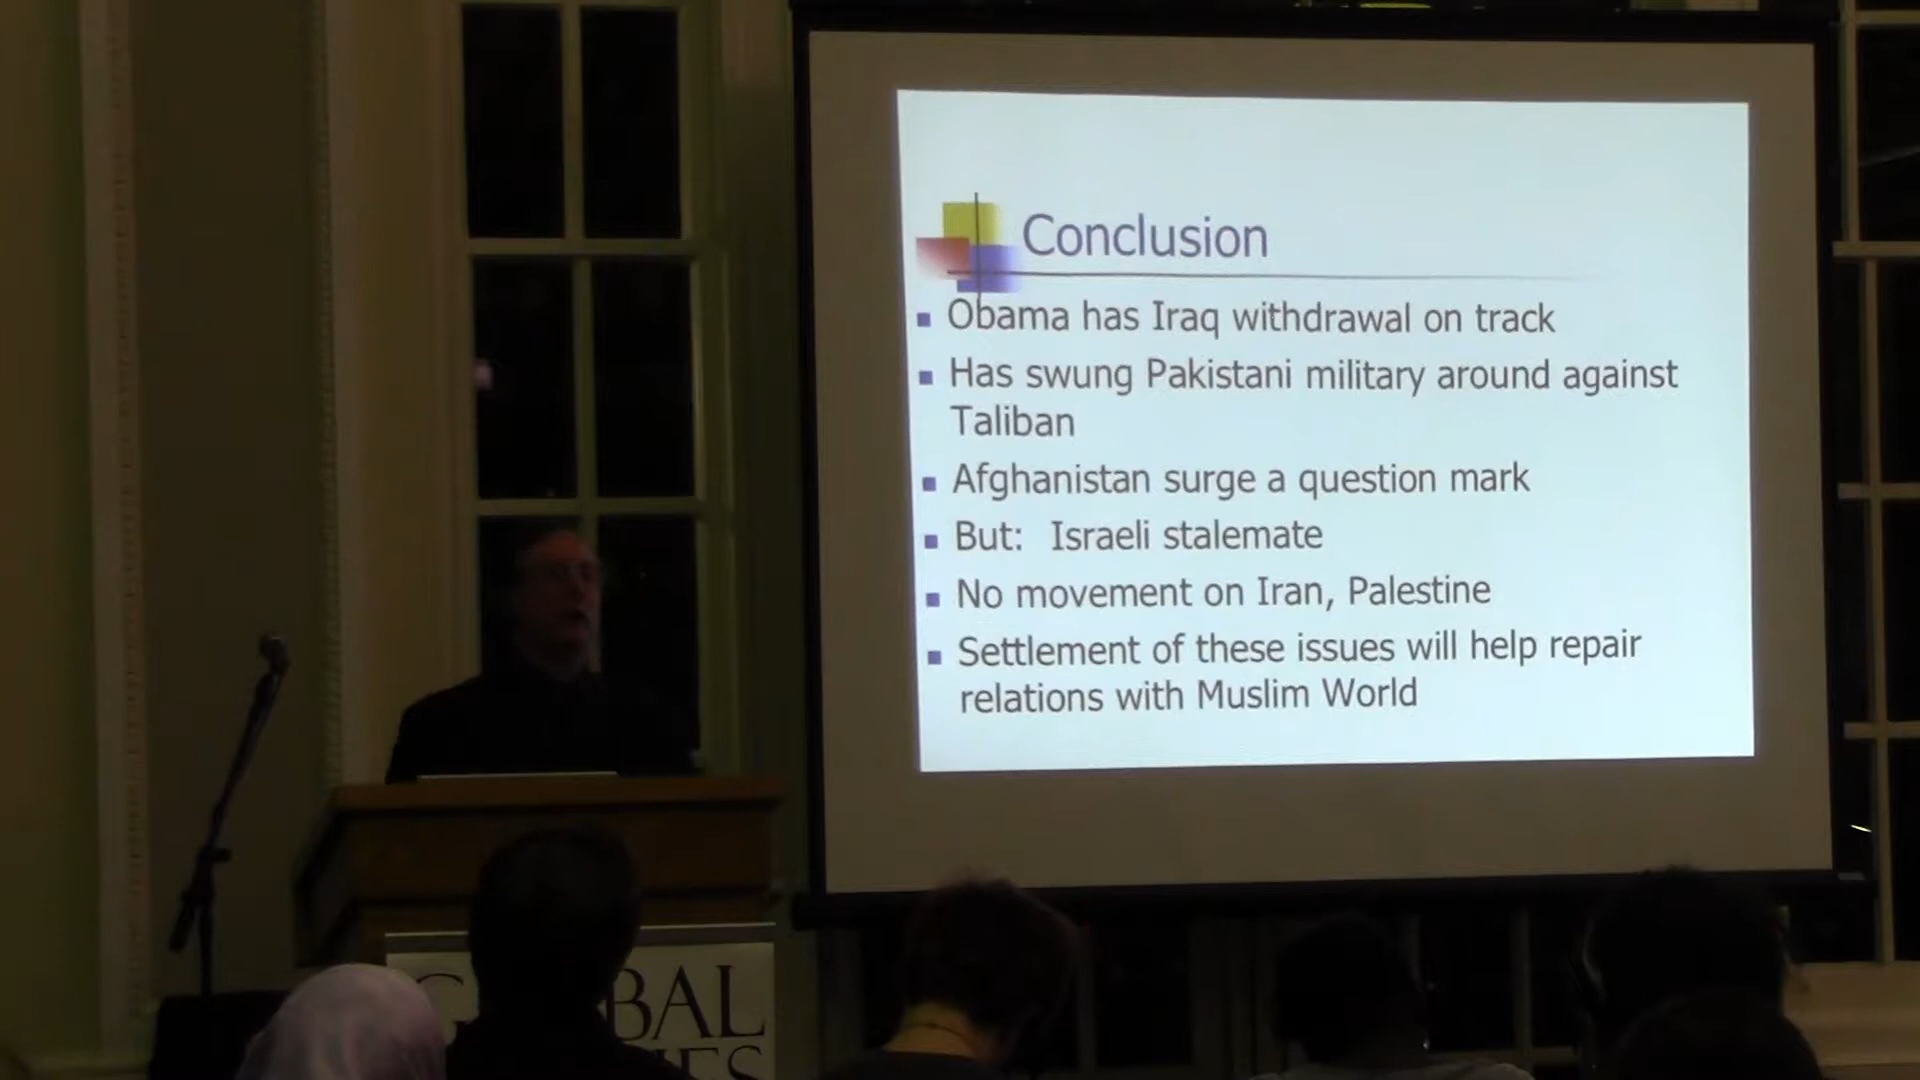 Conclusion
Obama has Iraq withdrawal on track
Has swung Pakistani military around against
Taliban
Afghanistan surge a question mark
But: Israeli stalemate
No movement on Iran, Palestine
Settlement of these issues will help repair
relations with Muslim World